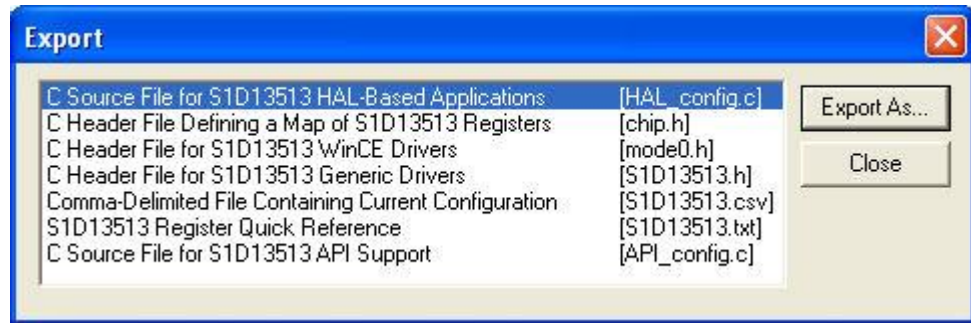 Export
C Source File for S1D13513 HAL-Based Applications [HAL_config.c]
C Header File Defining a Map of S1D13513 Registers [chip.h]
C Header File for S1D13513 WinCE Drivers [mode0.h]
C Header File for S1D13513 Generic Drivers [S1D13513.h]
Comma-Delimited File Containing Current Configuration [S1D13513.csv]
S1D13513 Register Quick Reference [S1D13513.txt]
C Source File for S1D13513 API Support [API_config.c]
Export As...
Close